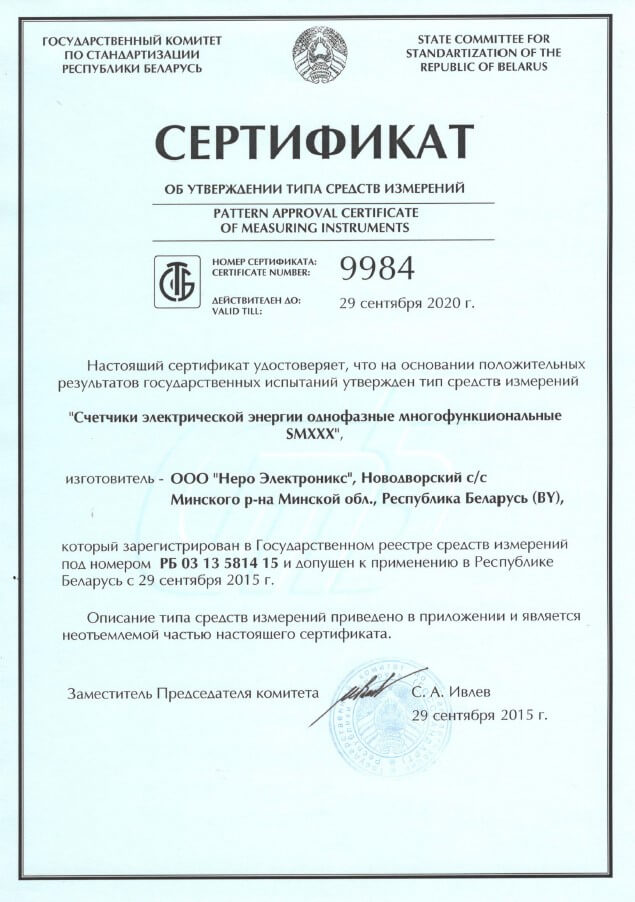 ГОСУДАРСТВЕННЫЙ КОМИТЕТ
ПО СТАНДАРТИЗАЦИИ
РЕСПУБЛИКИ БЕЛАРУСЬ
STATE COMMITTEE FOR
STANDARTIZATION OF THE
REPUBLIC OF BELARUS
СЕРТИФИКАТ
ОБ УТВЕРЖДЕНИИ ТИПА СРЕДСТВ ИЗМЕРЕНИЙ
PATTERN APPROVAL CERTIFICATE
OF MEASURING INSTRUMENTS
СТБ
НОМЕР СЕРТИФИКАТА:
CERTIFICATE NUMBER:
9984
ДЕЙСТВИТЕЛЕН ДО:
VALID TILL:
29 сентября 2020 г.
Настоящий сертификат удостоверяет, что на основании положительных
результатов государственных испытаний утвержден тип средств измерений
"Счетчики электрической энергии однофазные многофункциональные
SMXXX",
изготовитель - ООО "Неро Электроникс", Новодворский с/с
Минского р-на Минской обл., Республика Беларусь (BY),
который зарегистрирован в Государственном реестре средств измерений
под номером РБ 03 13 5814 15 и допущен к применению в Республике
Беларусь с 29 сентября 2015 г.
Описание типа средств измерений приведено в приложении и является
неотъемлемой частью настоящего сертификата.
Заместитель Председателя комитета
С. А. Ивлев
29 сентября 2015 г.